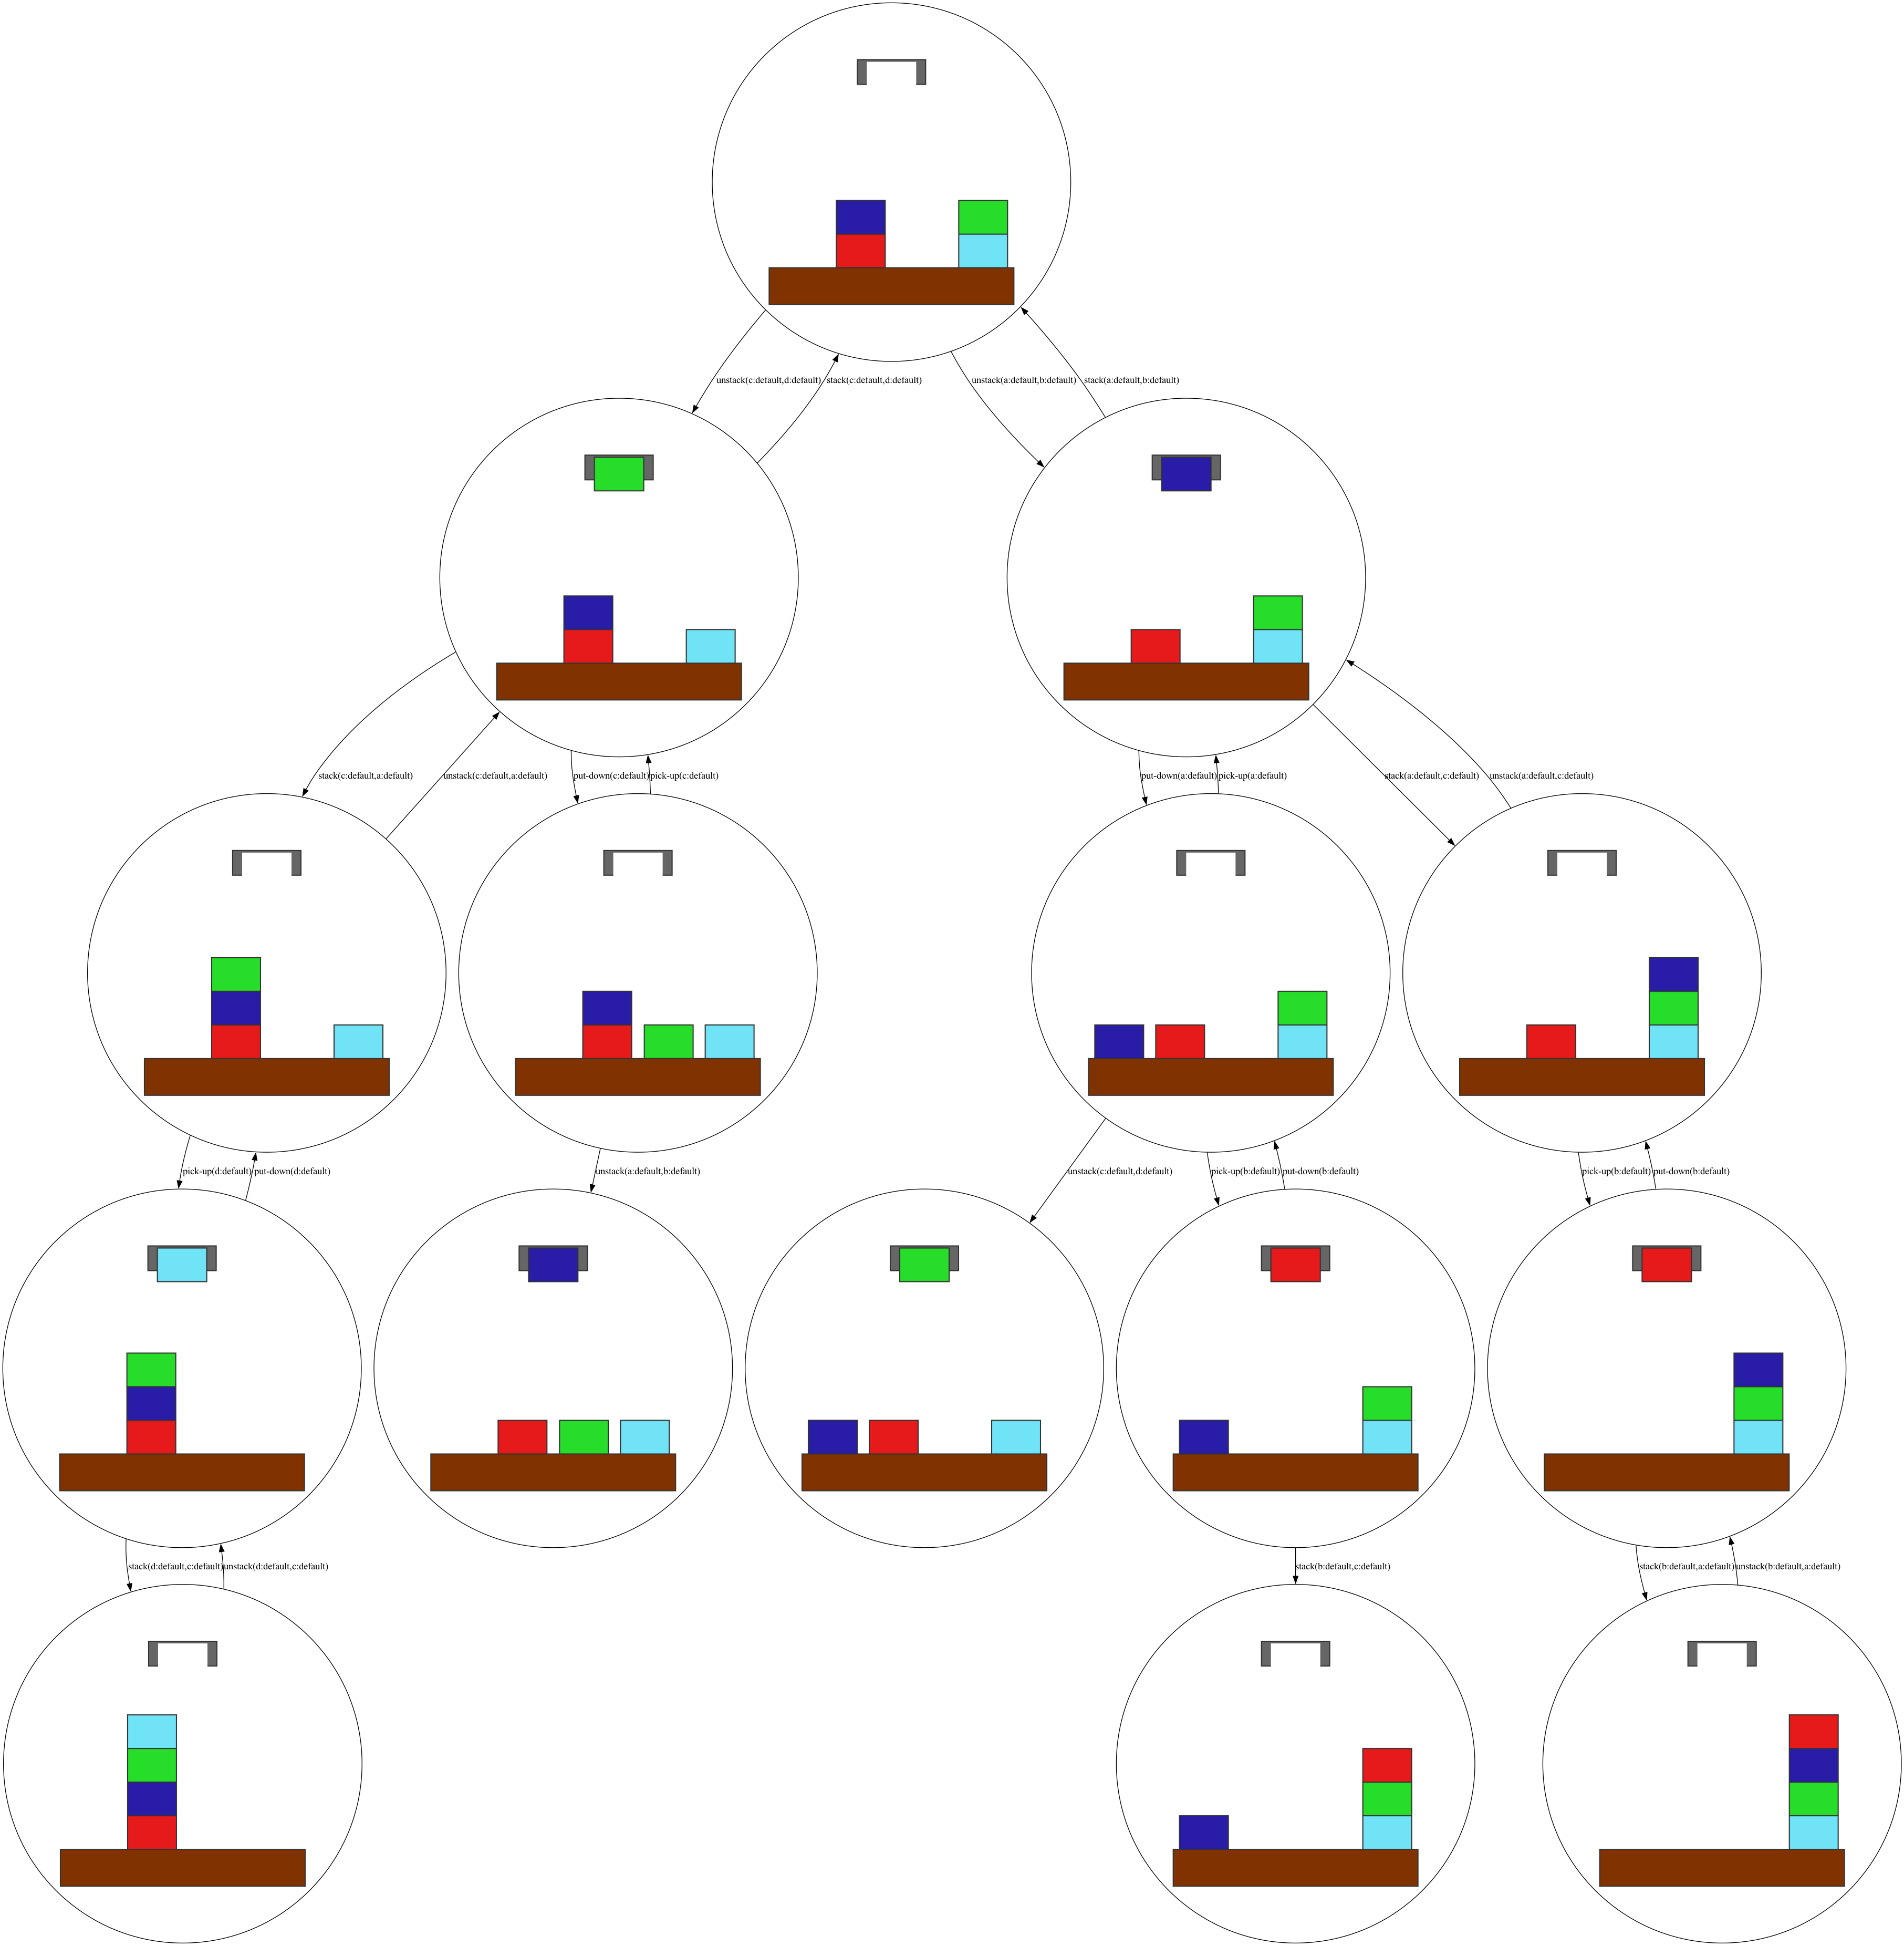 unstack(c:default,d:default)
stack(c:default,d:default)
unstack(a:default,b:default)
stack(a:default,b:default)
stack(c:default,a:default)
unstack(c:default,a:default)
put-down(c:default)
pick-up(c:default)
put-down(a:default)
pick-up(a:default)
stack(a:default,c:default)
unstack(a:default,c:default)
pick-up(d:default)
put-down(d:default)
unstack(a:default,b:default)
unstack(c:default,d:default)
pick-up(b:default)
put-down(b:default)
pick-up(b:default)
put-down(b:default)
stack(d:default,c:default)
unstack(d:default,c:default)
stack(b:default,c:default)
stack(b:default,a:default)
unstack(b:default,a:default)